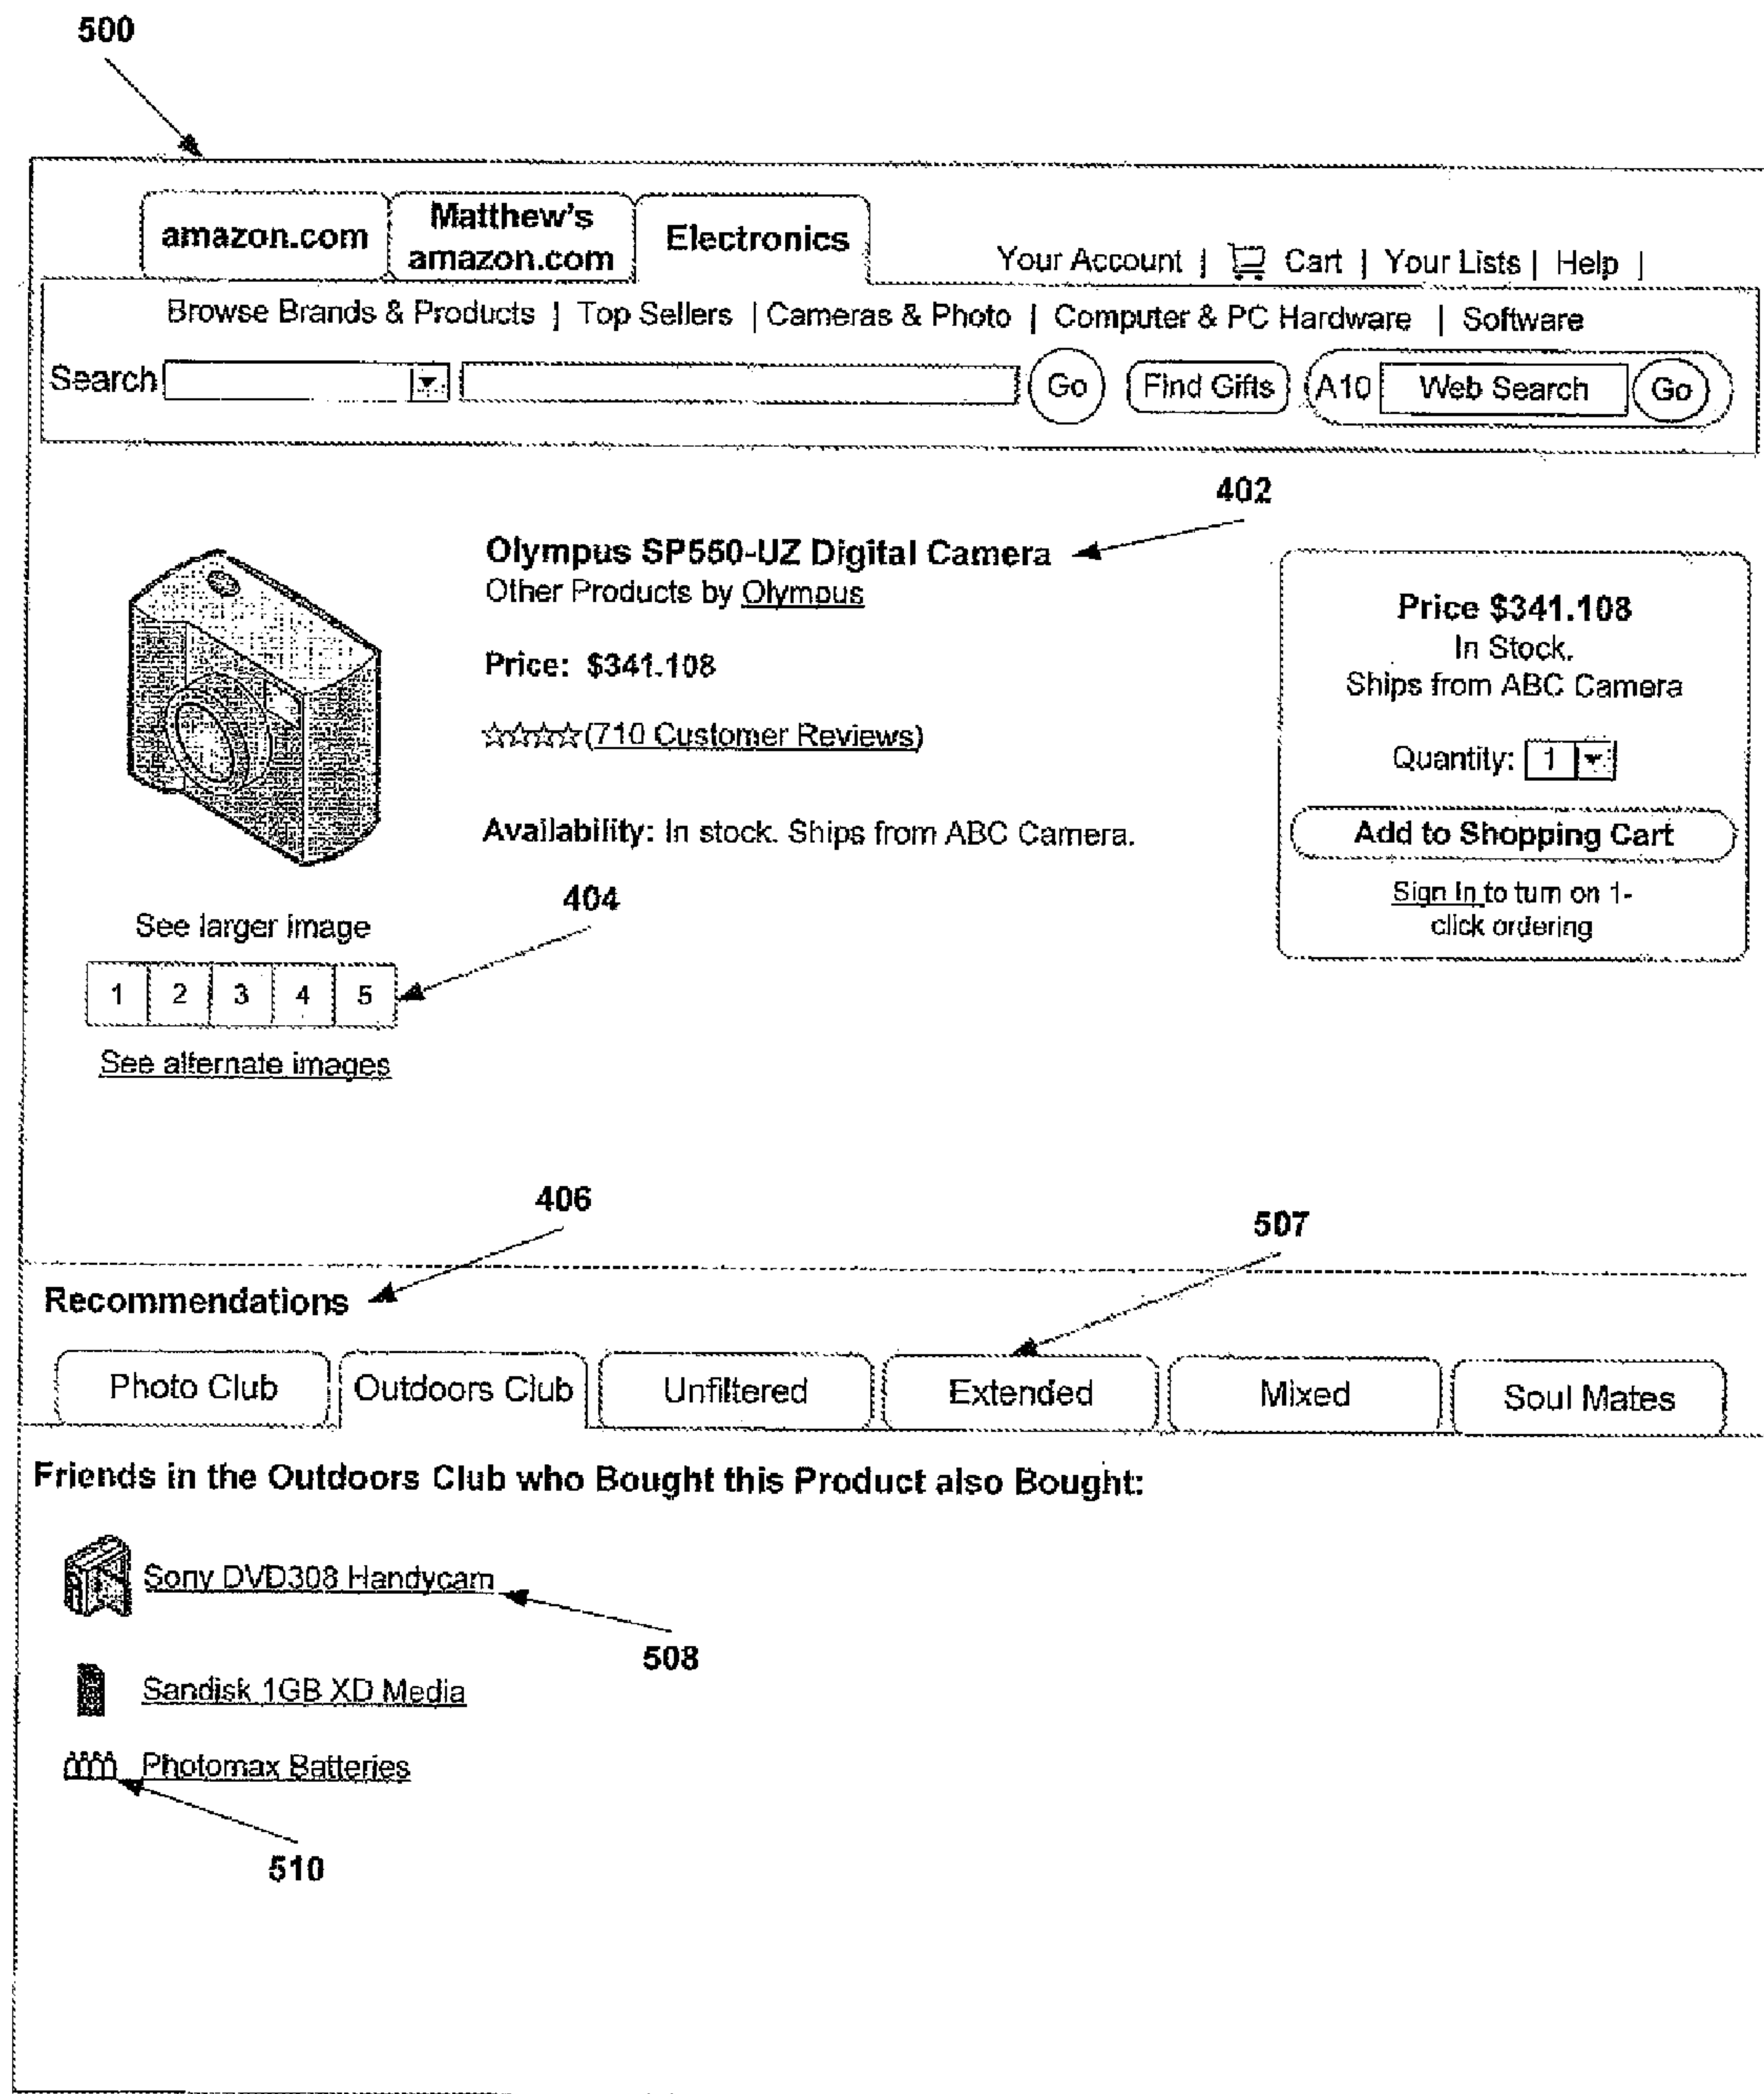 500
amazon.com
Matthew's
amazon.com
Electronics
Your Account | Cart | Your Lists | Help |
Browse Brands & Products | Top Sellers | Cameras & Photo | Computer & PC Hardware | Software
Search Go Find Gifts A10 Web Search Go
402
Olympus SP550-UZ Digital Camera
Other Products by Olympus
Price: $341.108
☆☆☆☆(710 Customer Reviews)
Availability: In stock. Ships from ABC Camera.
Price $341.108
In Stock.
Ships from ABC Camera
Quantity: 1
Add to Shopping Cart
Sign In to turn on 1-
click ordering
404
See larger image
1 2 3 4 5
See alternate images
406
507
Recommendations
Photo Club Outdoors Club Unfiltered Extended Mixed Soul Mates
Friends in the Outdoors Club who Bought this Product also Bought:
Sony DVD308 Handycam
508
Sandisk 1GB XD Media
Photomax Batteries
510